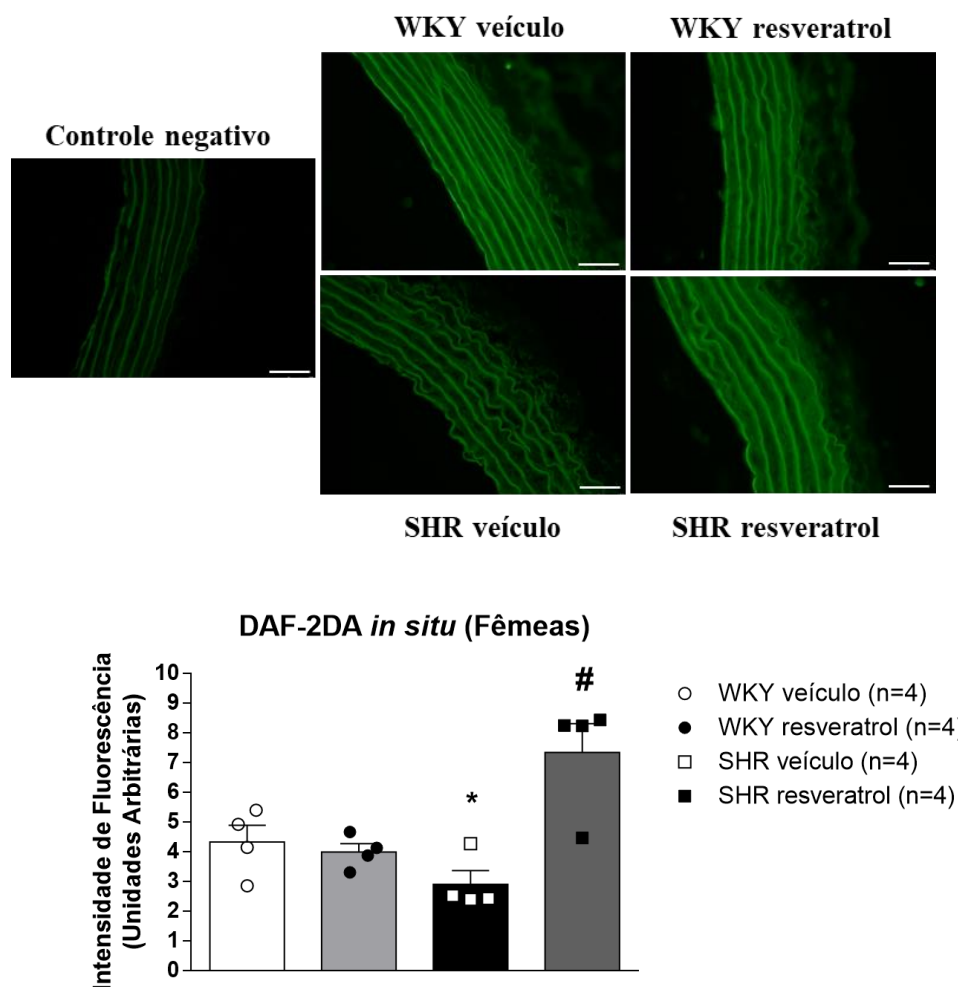 WKY veículo
WKY resveratrol
Controle negativo
SHR veículo
SHR resveratrol
DAF-2DA in situ (Fêmeas)
Intensidade de Fluorescência
(Unidades Arbitrárias)
10
9
8
7
6
5
4
3
2
1
0
*
#
WKY veículo (n=4)
WKY resveratrol (n=4)
SHR veículo (n=4)
SHR resveratrol (n=4)